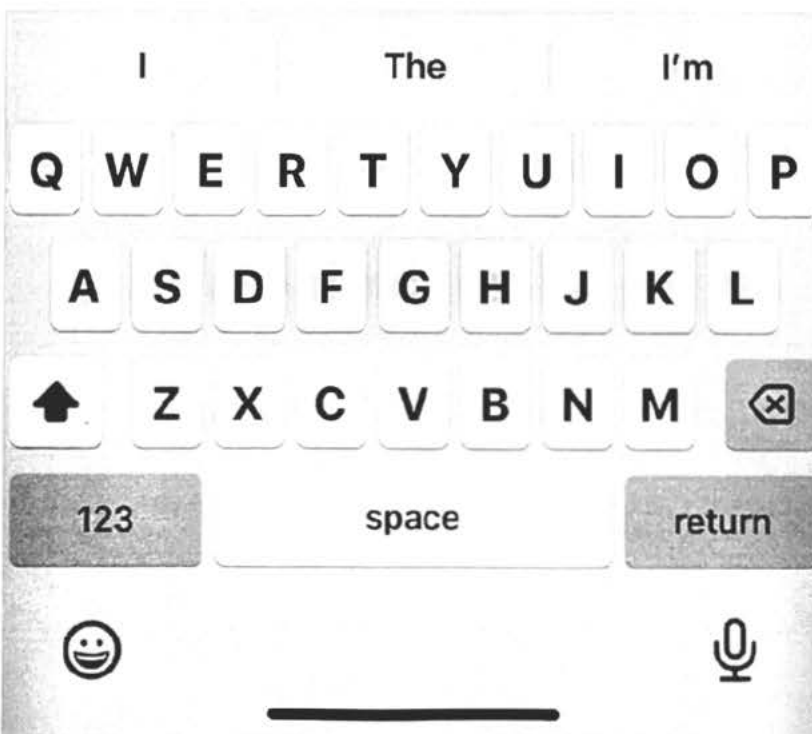 I The I'm
Q W E R T Y U I O P
A S D F G H J K L
Z X C V B N M
123 space return